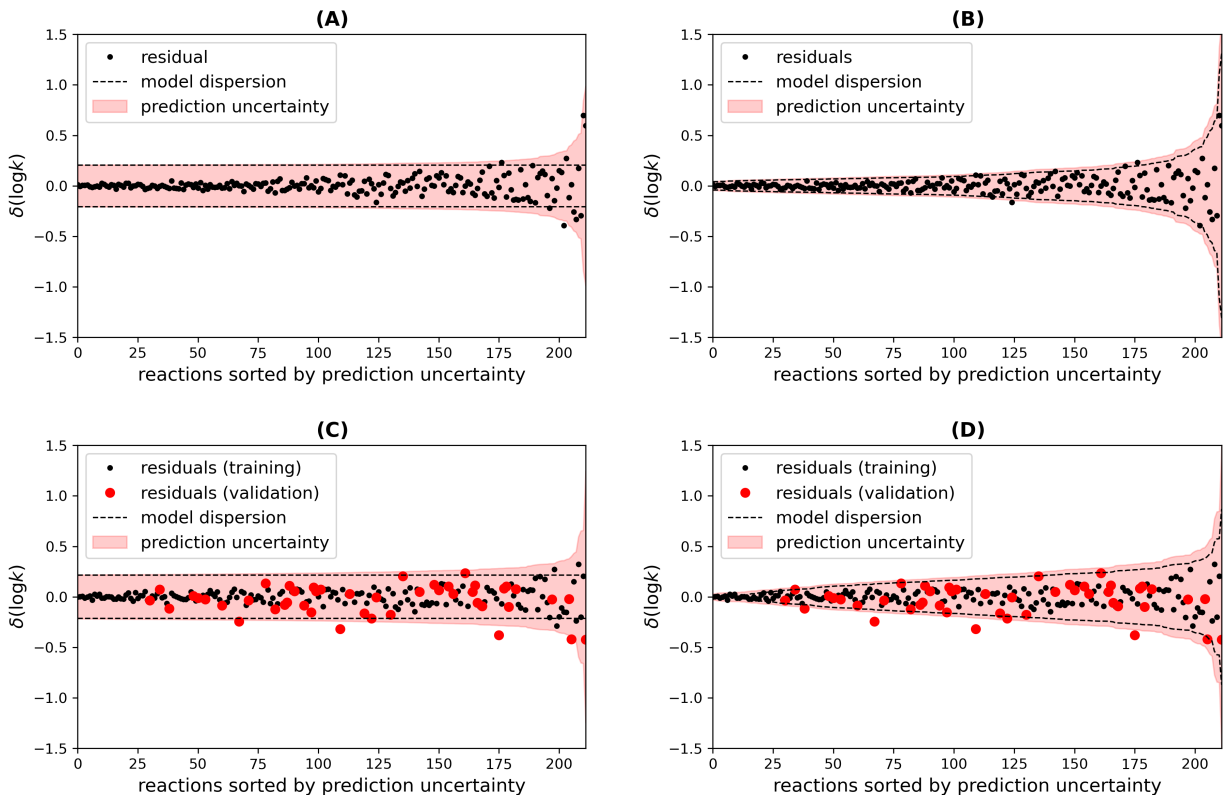 (A)
1.5
1.0
0.5
0.0
−0.5
−1.0
−1.5
δ(logk)
residual
model dispersion
prediction uncertainty
0 25 50 75 100 125 150 175 200
reactions sorted by prediction uncertainty
(B)
1.5
1.0
0.5
0.0
−0.5
−1.0
−1.5
δ(logk)
residuals
model dispersion
prediction uncertainty
0 25 50 75 100 125 150 175 200
reactions sorted by prediction uncertainty
(C)
1.5
1.0
0.5
0.0
−0.5
−1.0
−1.5
δ(logk)
residuals (training)
residuals (validation)
model dispersion
prediction uncertainty
0 25 50 75 100 125 150 175 200
reactions sorted by prediction uncertainty
(D)
1.5
1.0
0.5
0.0
−0.5
−1.0
−1.5
δ(logk)
residuals (training)
residuals (validation)
model dispersion
prediction uncertainty
0 25 50 75 100 125 150 175 200
reactions sorted by prediction uncertainty